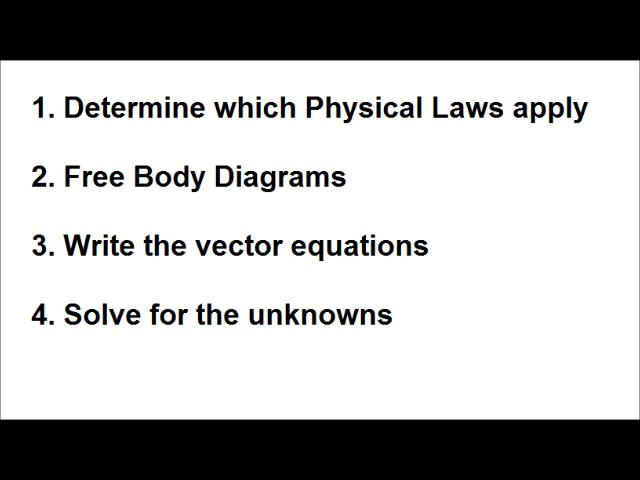 1. Determine which Physical Laws apply
2. Free Body Diagrams
3. Write the vector equations
4. Solve for the unknowns